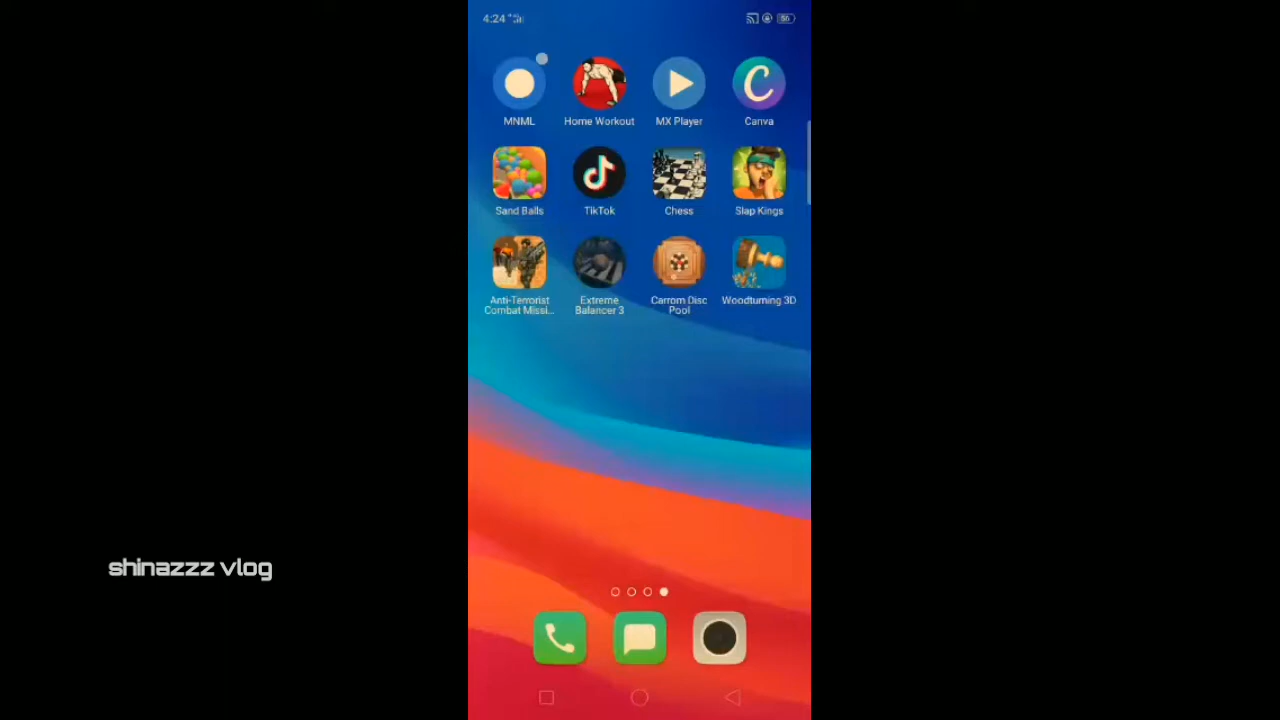 4:24
50
MNML
Home Workout
MX Player
Canva
Sand Balls
TikTok
Chess
Slap Kings
Anti-Terrorist
Combat Missi...
Extreme
Balancer 3
Carrom Disc
Pool
Woodturning 3D
shinazzz vlog